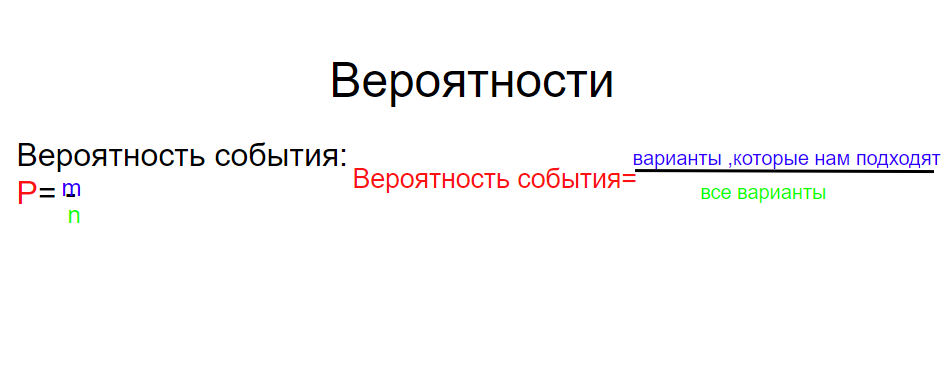 Вероятности
Вероятность события:
P= m
n
Вероятность события=
варианты ,которые нам подходят
все варианты